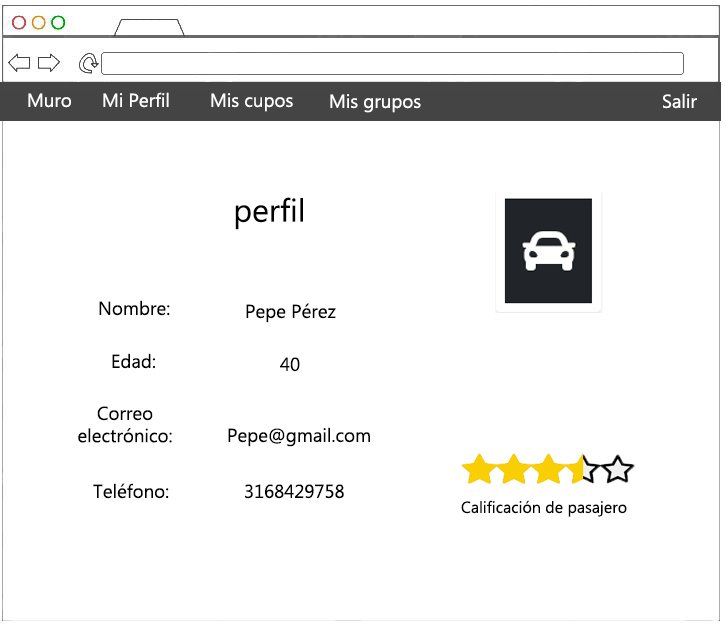 Muro Mi Perfil Mis cupos Mis grupos Salir
perfil
Nombre: Pepe Pérez
Edad: 40
Correo
electrónico: Pepe@gmail.com
Teléfono: 3168429758
Calificación de pasajero